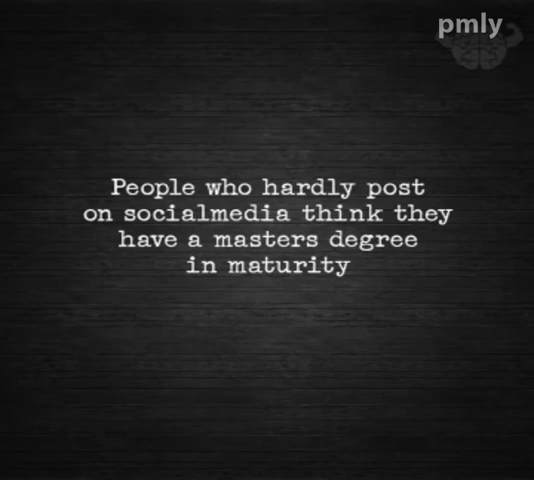 pmly
People who hardly post
on socialmedia think they
have a masters degree
in maturity